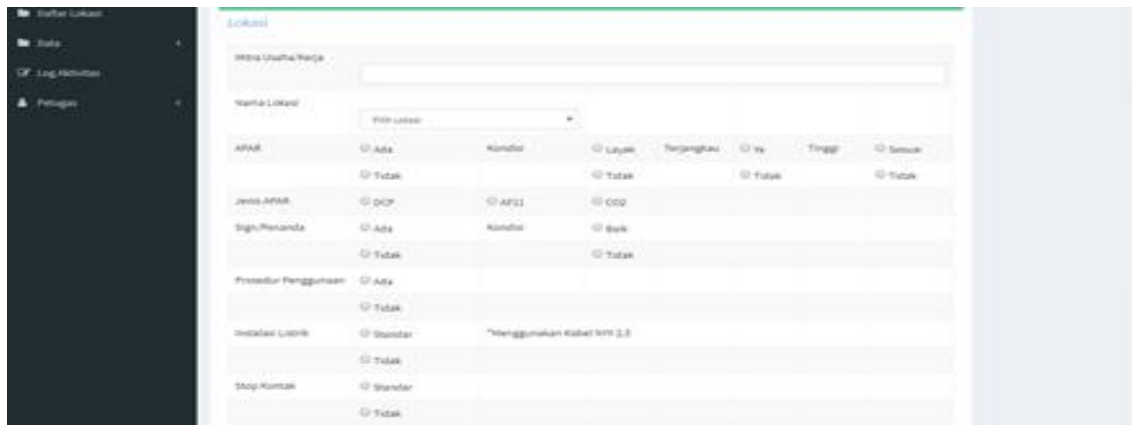 Daftar Lokasi
Data
Log Aktivitas
Petugas
Lokasi
Mitra Usaha/Kerja
Nama Lokasi
Pilih Lokasi
APAR Ada Kondisi Layak Terjangkau Ya Tinggi Sesuai
Tidak Tidak Tidak Tidak
Jenis APAR DCP AF11 CO2
Sign/Penanda Ada Kondisi Baik
Tidak Tidak
Prosedur Penggunaan Ada
Tidak
Instalasi Listrik Standar *Menggunakan Kabel NYY 2.5
Tidak
Stop Kontak Standar
Tidak